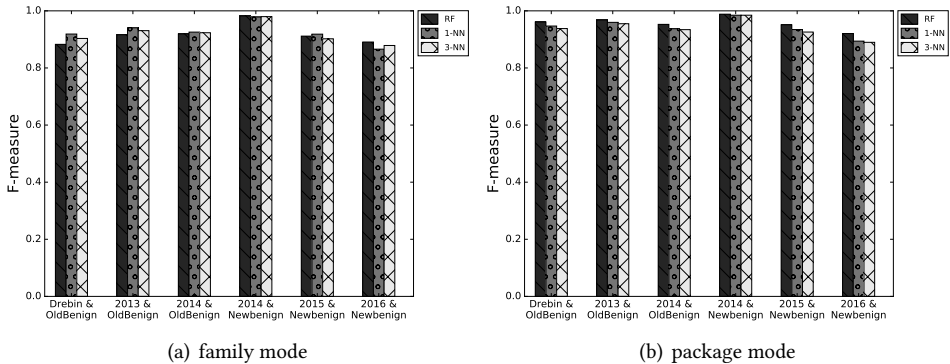 1.0
0.8
0.6
0.4
0.2
0.0
F-measure
Drebin & OldBenign
2013 & OldBenign
2014 & OldBenign
2014 & Newbenign
2015 & Newbenign
2016 & Newbenign
RF
1-NN
3-NN
(a) family mode
1.0
0.8
0.6
0.4
0.2
0.0
F-measure
Drebin & OldBenign
2013 & OldBenign
2014 & OldBenign
2014 & Newbenign
2015 & Newbenign
2016 & Newbenign
RF
1-NN
3-NN
(b) package mode